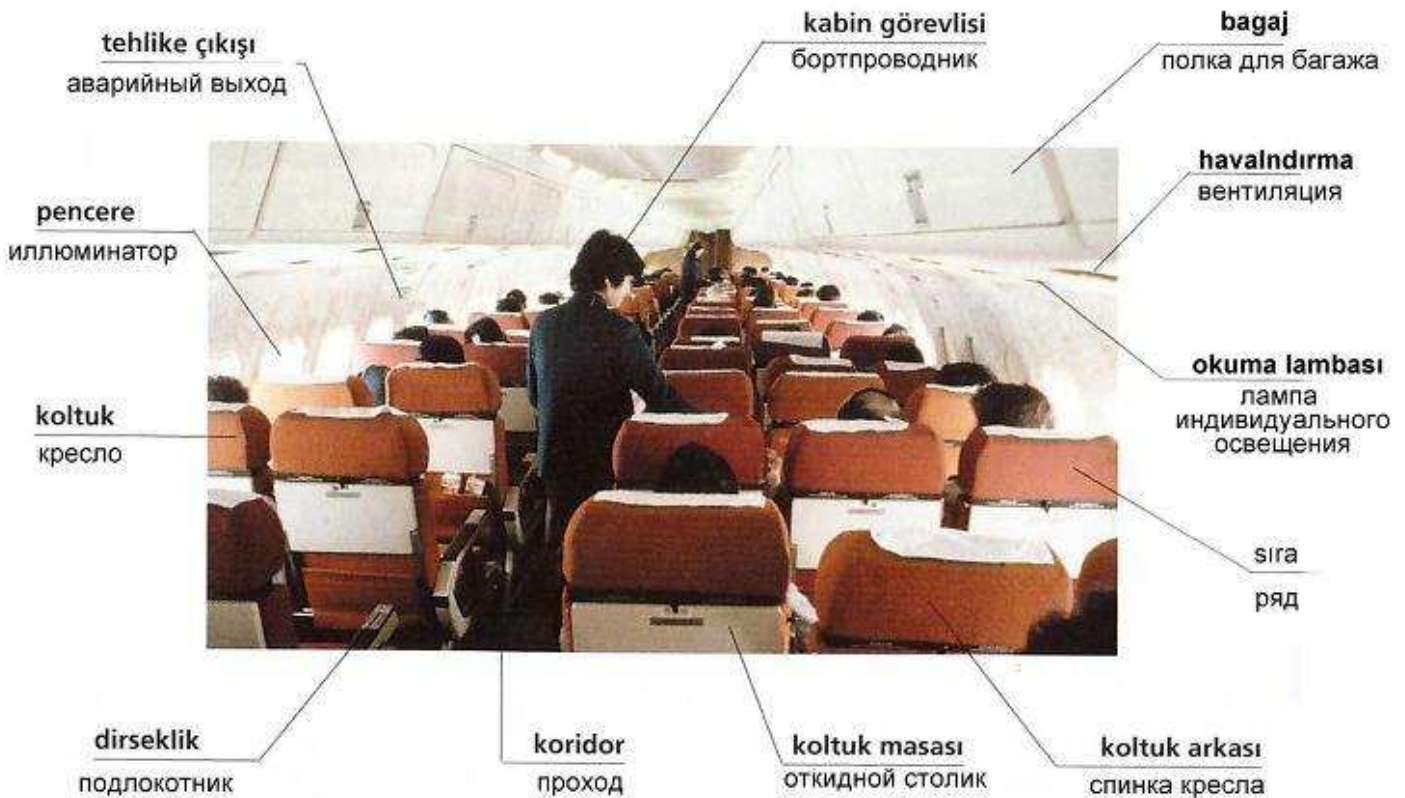 tehlike çıkışı
аварийный выход
kabin görevlisi
бортпроводник
bagaj
полка для багажа
havalndırma
вентиляция
pencere
иллюминатор
okuma lambası
лампа
индивидуального
освещения
koltuk
кресло
sıra
ряд
dirseklik
подлокотник
koridor
проход
koltuk masası
откидной столик
koltuk arkası
спинка кресла